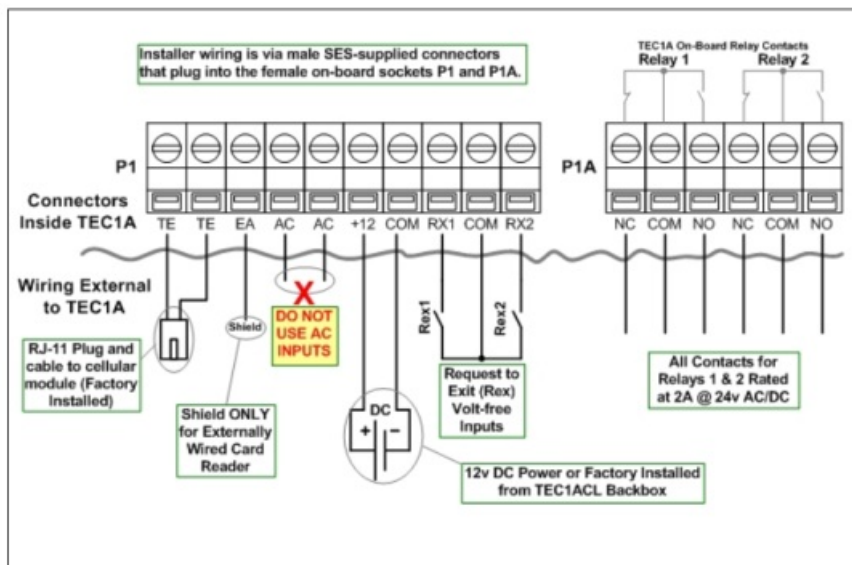 Installer wiring is via male SES-supplied connectors
that plug into the female on-board sockets P1 and P1A.
TEC1A On-Board Relay Contacts
Relay 1 Relay 2
P1
P1A
Connectors
Inside TEC1A
TE TE EA AC AC +12 COM RX1 COM RX2
NC COM NO NC COM NO
Wiring External
to TEC1A
RJ-11 Plug and
cable to cellular
module (Factory
Installed)
Shield
Shield ONLY
for Externally
Wired Card
Reader
X
DO NOT
USE AC
INPUTS
DC
+ −
Rex1
Rex2
Request to
Exit (Rex)
Volt-free
Inputs
12v DC Power or Factory Installed
from TEC1ACL Backbox
All Contacts for
Relays 1 & 2 Rated
at 2A @ 24v AC/DC